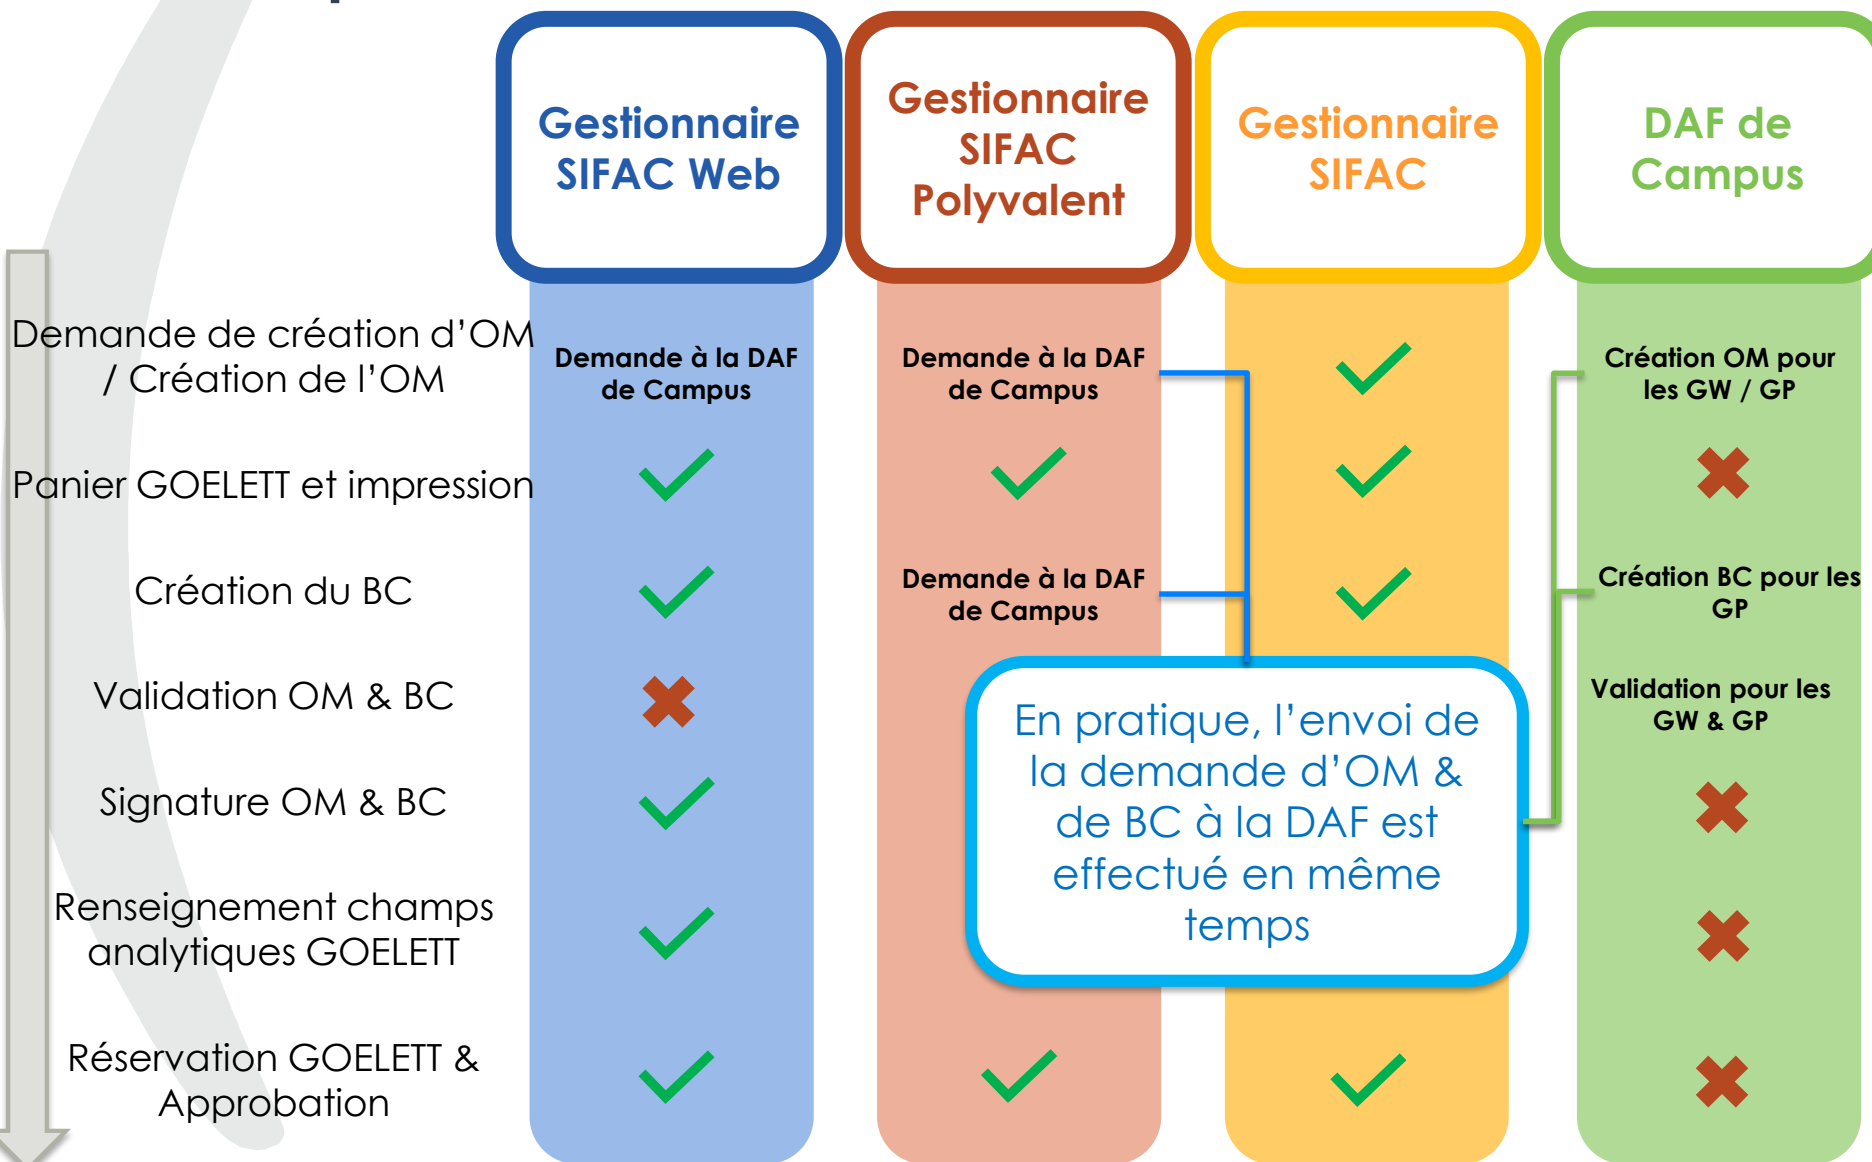 Gestionnaire
SIFAC Web
Gestionnaire
SIFAC
Polyvalent
Gestionnaire
SIFAC
DAF de
Campus
Demande de création d’OM
/ Création de l’OM
Demande à la DAF
de Campus
Demande à la DAF
de Campus
Création OM pour
les GW / GP
Panier GOELETT et impression
Création du BC
Demande à la DAF
de Campus
Création BC pour les
GP
Validation OM & BC
Validation pour les
GW & GP
En pratique, l’envoi de
la demande d’OM &
de BC à la DAF est
effectué en même
temps
Signature OM & BC
Renseignement champs
analytiques GOELETT
Réservation GOELETT &
Approbation